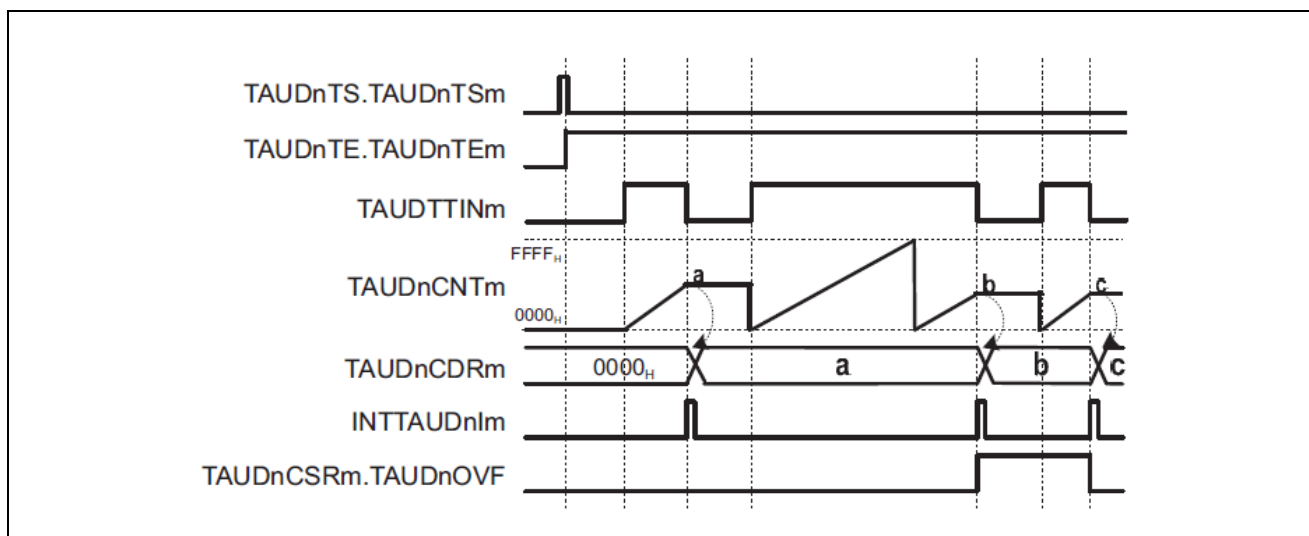 TAUDnTS.TAUDnTSm
TAUDnTE.TAUDnTEm
TAUDTTINm
FFFFH
a
b
c
TAUDnCNTm
0000H
TAUDnCDRm
0000H
a
b
c
INTTAUDnIm
TAUDnCSRm.TAUDnOVF